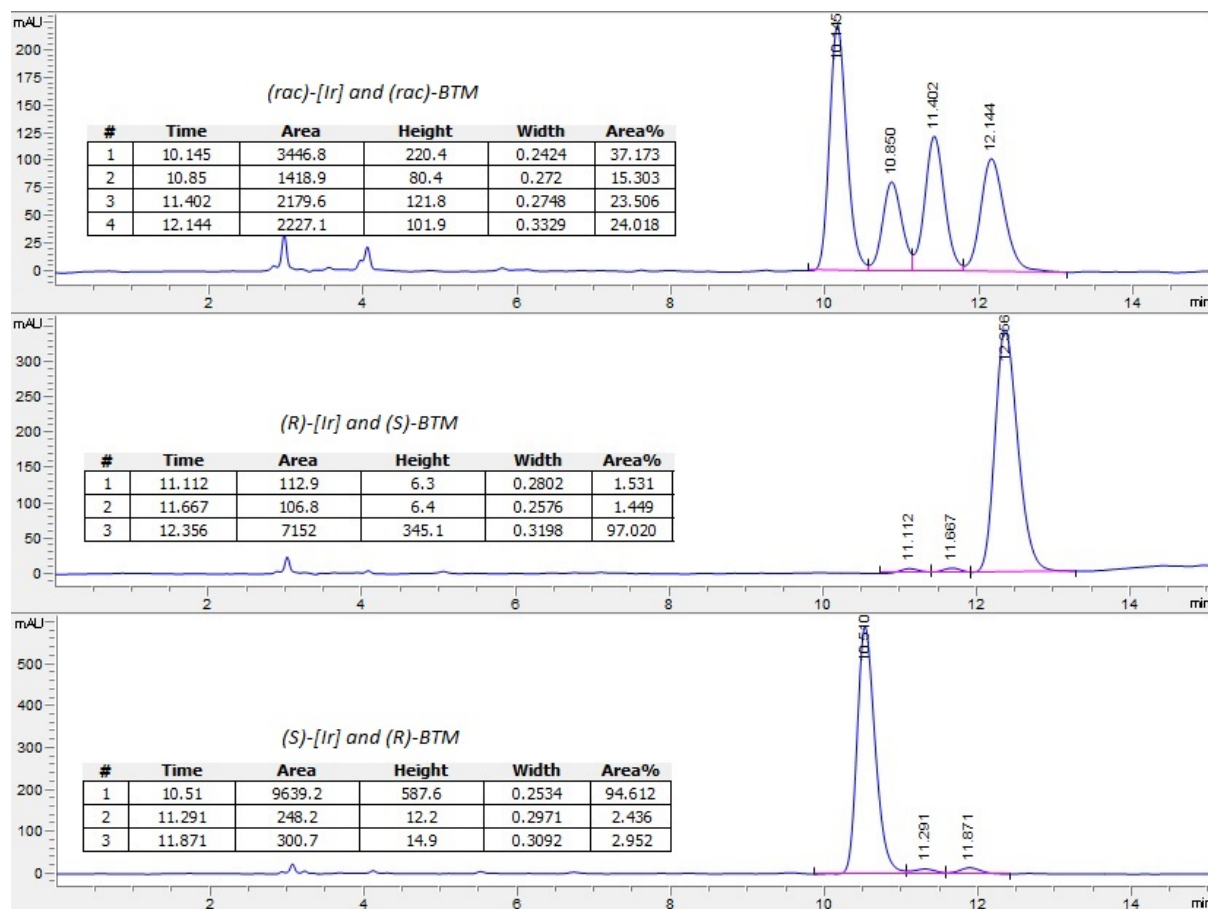 mAU
200
175
150
125
100
75
50
25
0
(rac)-[Ir] and (rac)-BTM
# Time Area Height Width Area%
1 10.145 3446.8 220.4 0.2424 37.173
2 10.85 1418.9 80.4 0.272 15.303
3 11.402 2179.6 121.8 0.2748 23.506
4 12.144 2227.1 101.9 0.3329 24.018
10.145
10.850
11.402
12.144
2 4 6 8 10 12 14 min
mAU
300
250
200
150
100
50
0
(R)-[Ir] and (S)-BTM
# Time Area Height Width Area%
1 11.112 112.9 6.3 0.2802 1.531
2 11.667 106.8 6.4 0.2576 1.449
3 12.356 7152 345.1 0.3198 97.020
11.112
11.667
12.356
2 4 6 8 10 12 14 min
mAU
500
400
300
200
100
0
(S)-[Ir] and (R)-BTM
# Time Area Height Width Area%
1 10.51 9639.2 587.6 0.2534 94.612
2 11.291 248.2 12.2 0.2971 2.436
3 11.871 300.7 14.9 0.3092 2.952
11.291
11.871
2 4 6 8 10 12 14 min